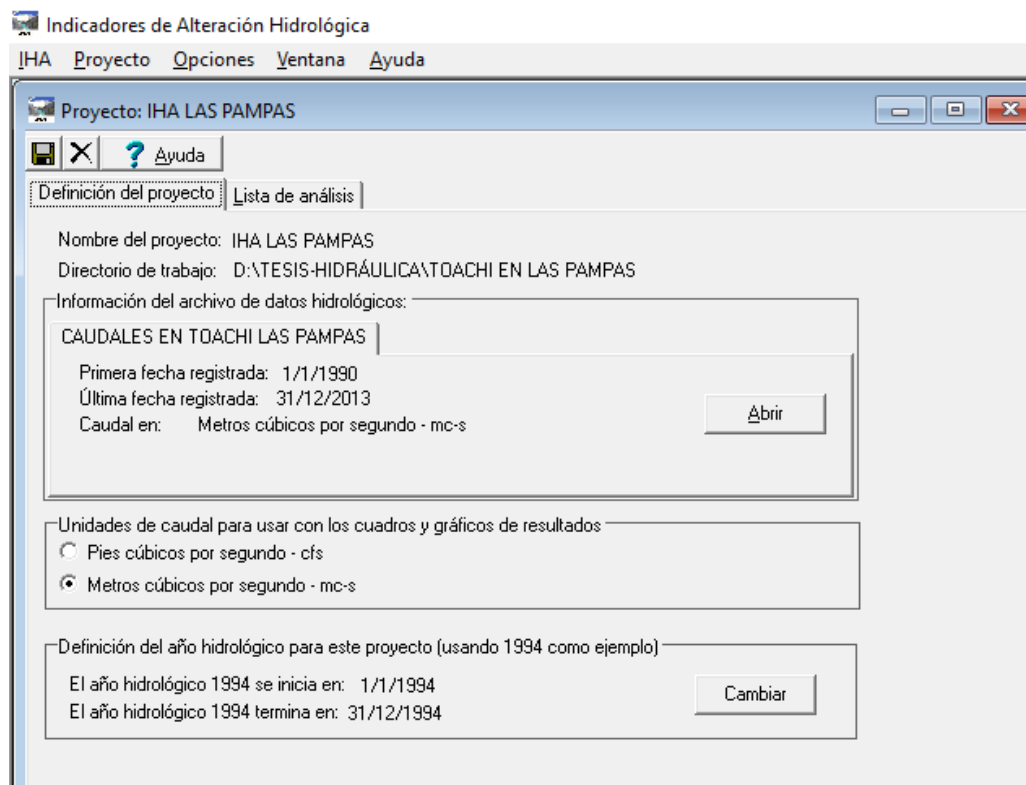 Indicadores de Alteración Hidrológica
IHA Proyecto Opciones Ventana Ayuda
Proyecto: IHA LAS PAMPAS
? Ayuda
Definición del proyecto Lista de análisis
Nombre del proyecto: IHA LAS PAMPAS
Directorio de trabajo: D:\TESIS-HIDRÁULICA\TOACHI EN LAS PAMPAS
Información del archivo de datos hidrológicos:
CAUDALES EN TOACHI LAS PAMPAS
Primera fecha registrada: 1/1/1990
Última fecha registrada: 31/12/2013
Caudal en: Metros cúbicos por segundo - mc-s
Abrir
Unidades de caudal para usar con los cuadros y gráficos de resultados
Pies cúbicos por segundo - cfs
Metros cúbicos por segundo - mc-s
Definición del año hidrológico para este proyecto (usando 1994 como ejemplo)
El año hidrológico 1994 se inicia en: 1/1/1994
El año hidrológico 1994 termina en: 31/12/1994
Cambiar